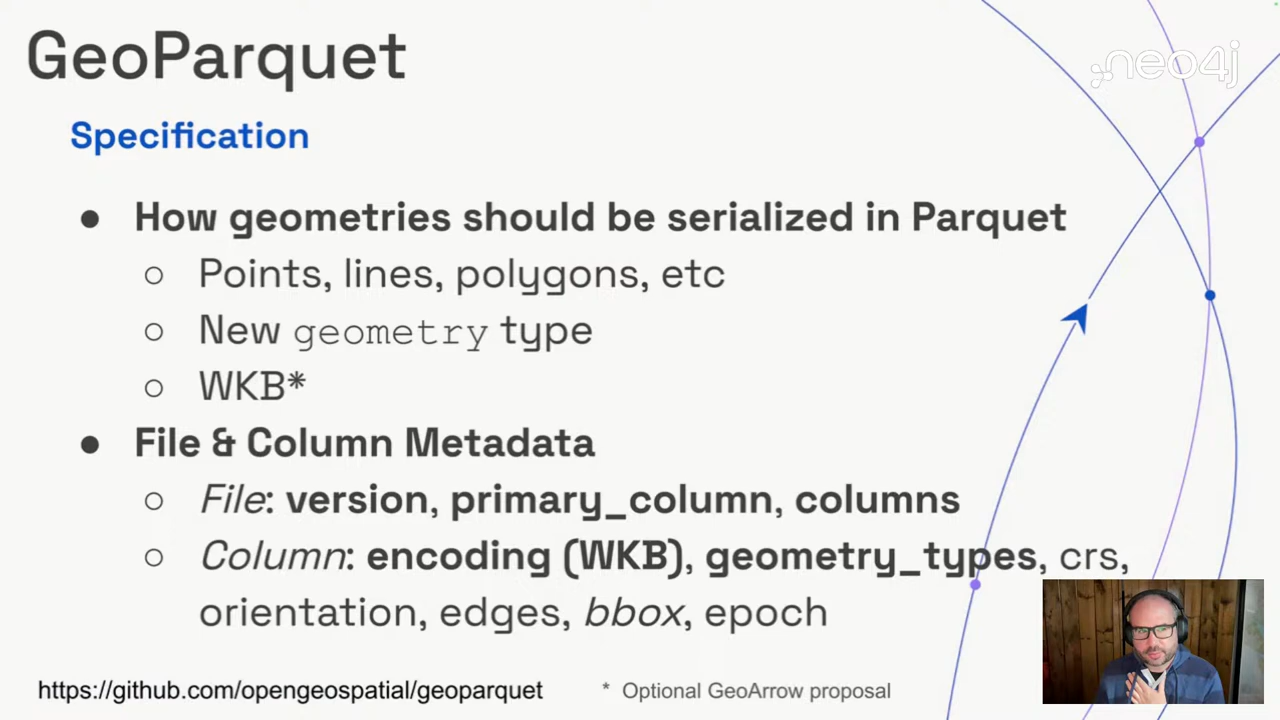 GeoParquet
neo4j
Specification
● How geometries should be serialized in Parquet
○ Points, lines, polygons, etc
○ New geometry type
○ WKB*
● File & Column Metadata
○ File: version, primary_column, columns
○ Column: encoding (WKB), geometry_types, crs,
orientation, edges, bbox, epoch
https://github.com/opengeospatial/geoparquet
* Optional GeoArrow proposal